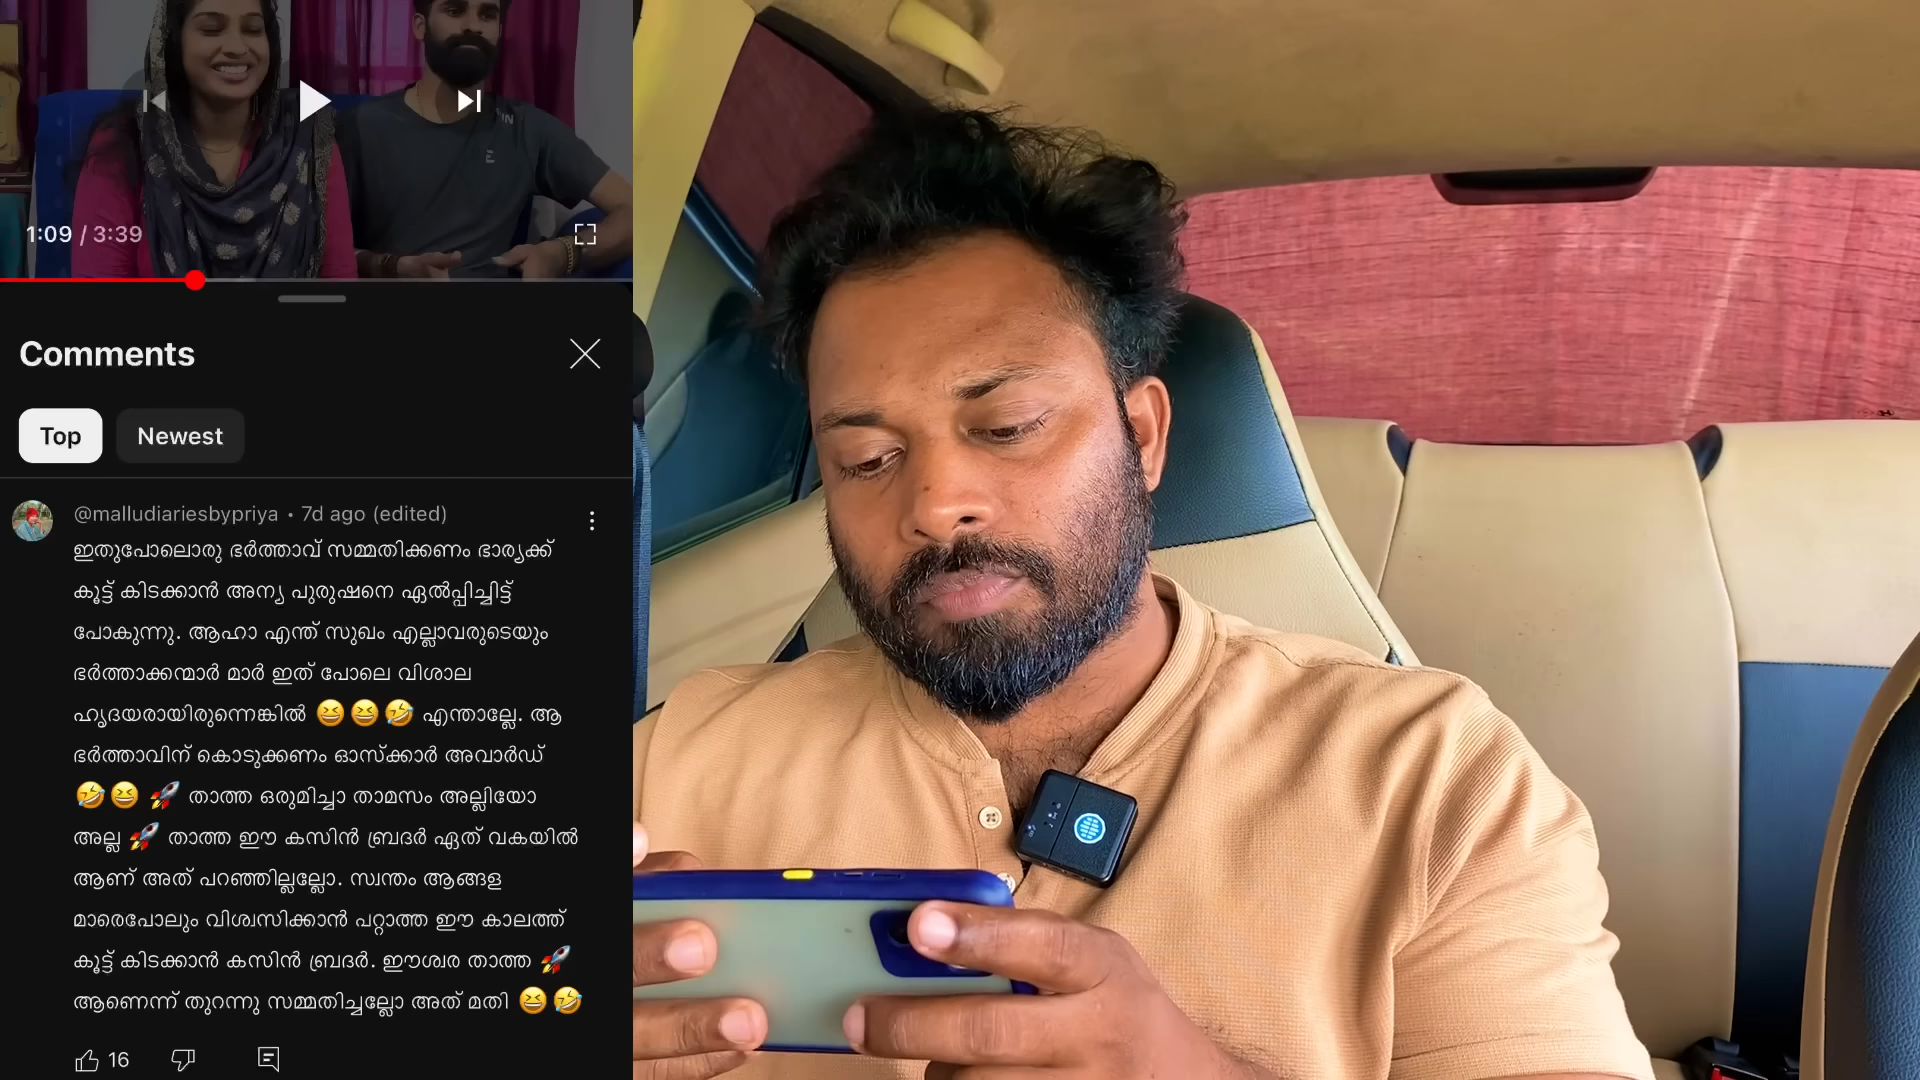 1:09 / 3:39
Comments
Top
Newest
@malludiariesbypriya • 7d ago (edited)
ഇതുപോലൊരു ഭർത്താവ് സമ്മതിക്കണം ഭാര്യക്ക്
കൂട്ട് കിടക്കാൻ അന്യ പുരുഷനെ ഏൽപ്പിച്ചിട്ട്
പോകുന്നു. ആഹാ എന്ത് സുഖം എല്ലാവരുടെയും
ഭർത്താക്കന്മാർ മാർ ഇത് പോലെ വിശാല
ഹൃദയരായിരുന്നെങ്കിൽ 😆😆🤣 എന്താല്ലേ. ആ
ഭർത്താവിന് കൊടുക്കണം ഓസ്ക്കാർ അവാർഡ്
🤣😆 🚀 താത്ത ഒരുമിച്ചാ താമസം അല്ലിയോ
അല്ല 🚀 താത്ത ഈ കസിൻ ബ്രദർ ഏത് വകയിൽ
ആണ് അത് പറഞ്ഞില്ലല്ലോ. സ്വന്തം ആങ്ങള
മാരെപോലും വിശ്വസിക്കാൻ പറ്റാത്ത ഈ കാലത്ത്
കൂട്ട് കിടക്കാൻ കസിൻ ബ്രദർ. ഈശ്വര താത്ത 🚀
ആണെന്ന് തുറന്നു സമ്മതിച്ചല്ലോ അത് മതി 😆🤣
16